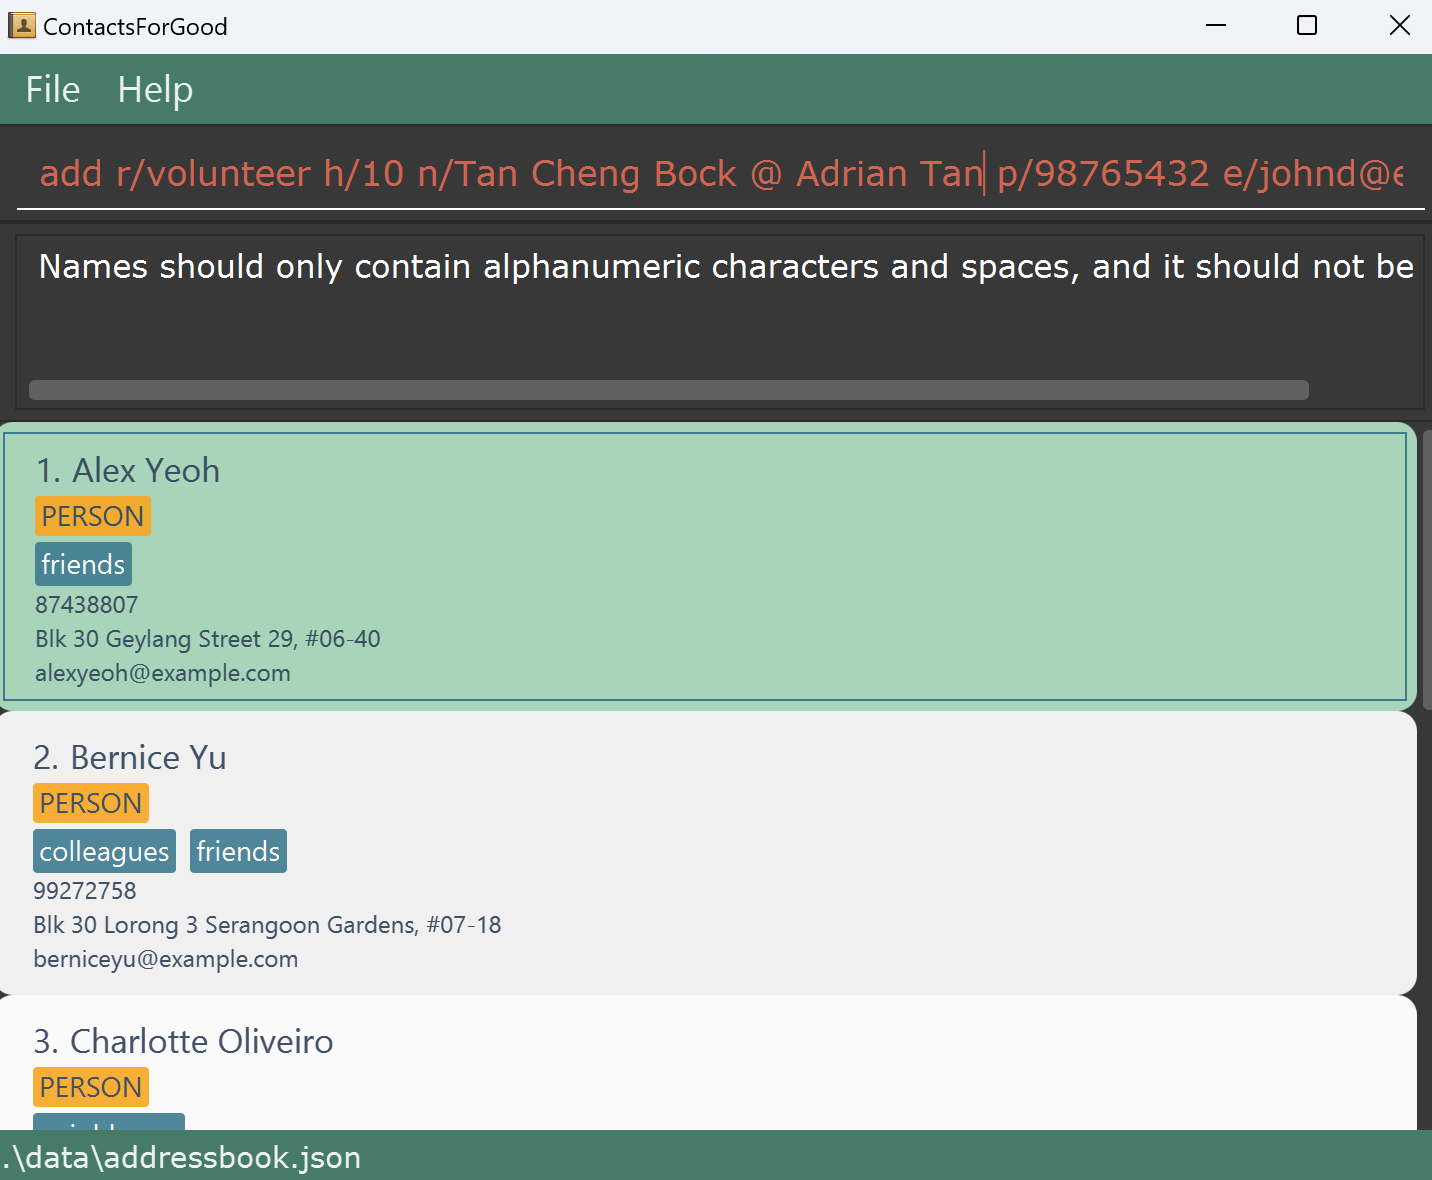 ContactsForGood
File Help
add r/volunteer h/10 n/Tan Cheng Bock @ Adrian Tan p/98765432 e/johnd@e
Names should only contain alphanumeric characters and spaces, and it should not be
1. Alex Yeoh
PERSON
friends
87438807
Blk 30 Geylang Street 29, #06-40
alexyeoh@example.com
2. Bernice Yu
PERSON
colleagues friends
99272758
Blk 30 Lorong 3 Serangoon Gardens, #07-18
berniceyu@example.com
3. Charlotte Oliveiro
PERSON
.\data\addressbook.json